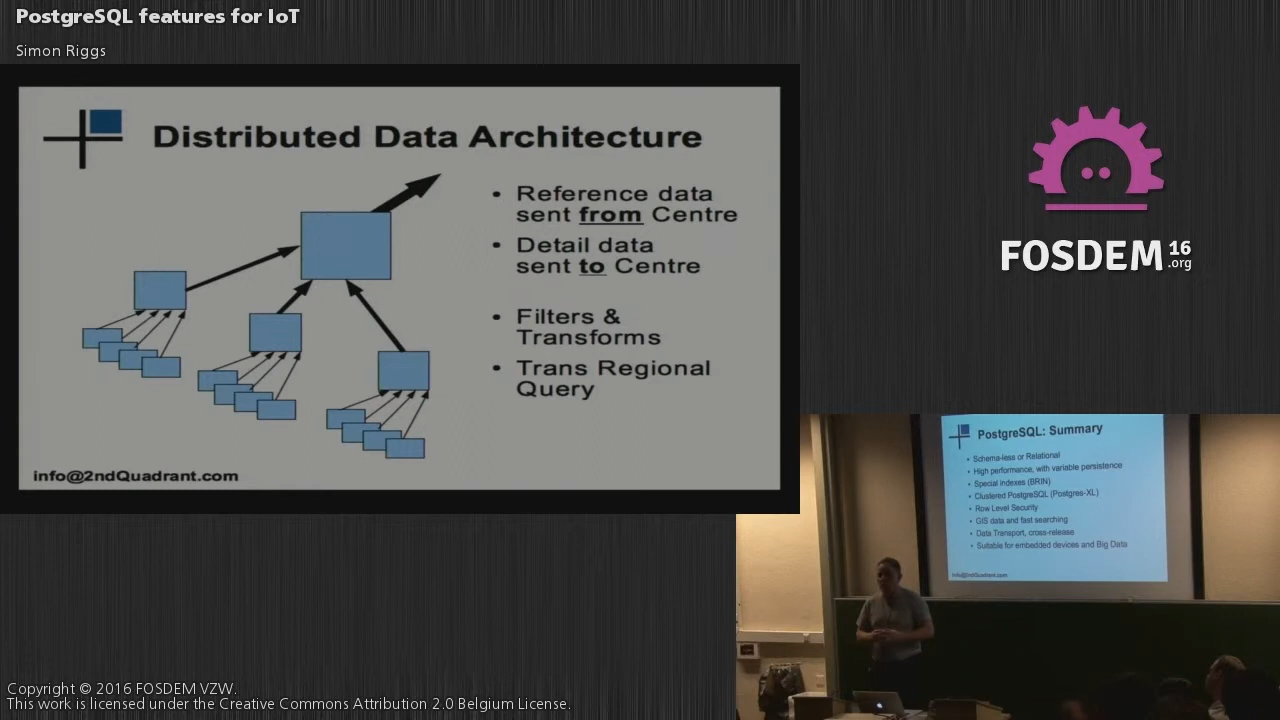 PostgreSQL features for IoT
Simon Riggs
Distributed Data Architecture
• Reference data
sent from Centre
• Detail data
sent to Centre
• Filters &
Transforms
• Trans Regional
Query
info@2ndQuadrant.com
FOSDEM 16
.org
PostgreSQL: Summary
• Schema-less or Relational
• High performance, with variable persistence
• Special indexes (BRIN)
• Clustered PostgreSQL (Postgres-XL)
• Row Level Security
• GIS data and fast searching
• Data Transport, cross-release
• Suitable for embedded devices and Big Data
info@2ndQuadrant.com
Copyright © 2016 FOSDEM VZW.
This work is licensed under the Creative Commons Attribution 2.0 Belgium License.